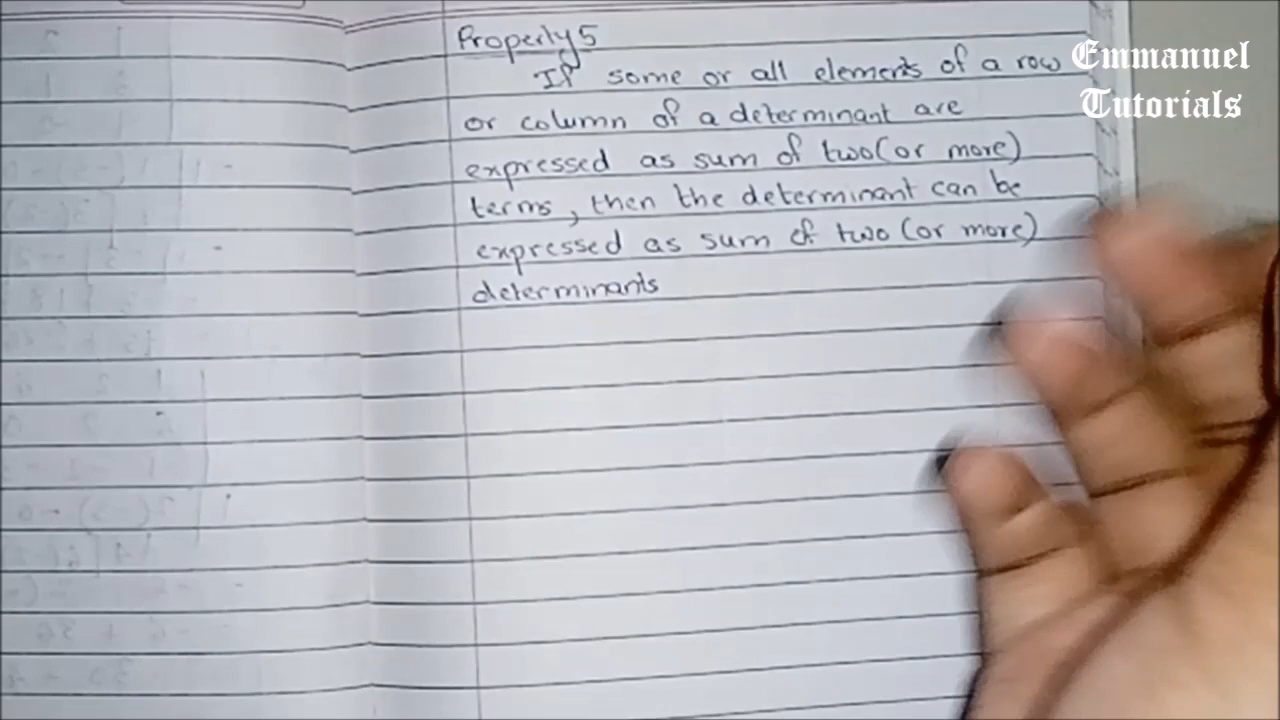 Property 5
If some or all elements of a row
or column of a determinant are
expressed as sum of two (or more)
terms, then the determinant can be
expressed as sum of two (or more)
determinants
Emmanuel
Tutorials